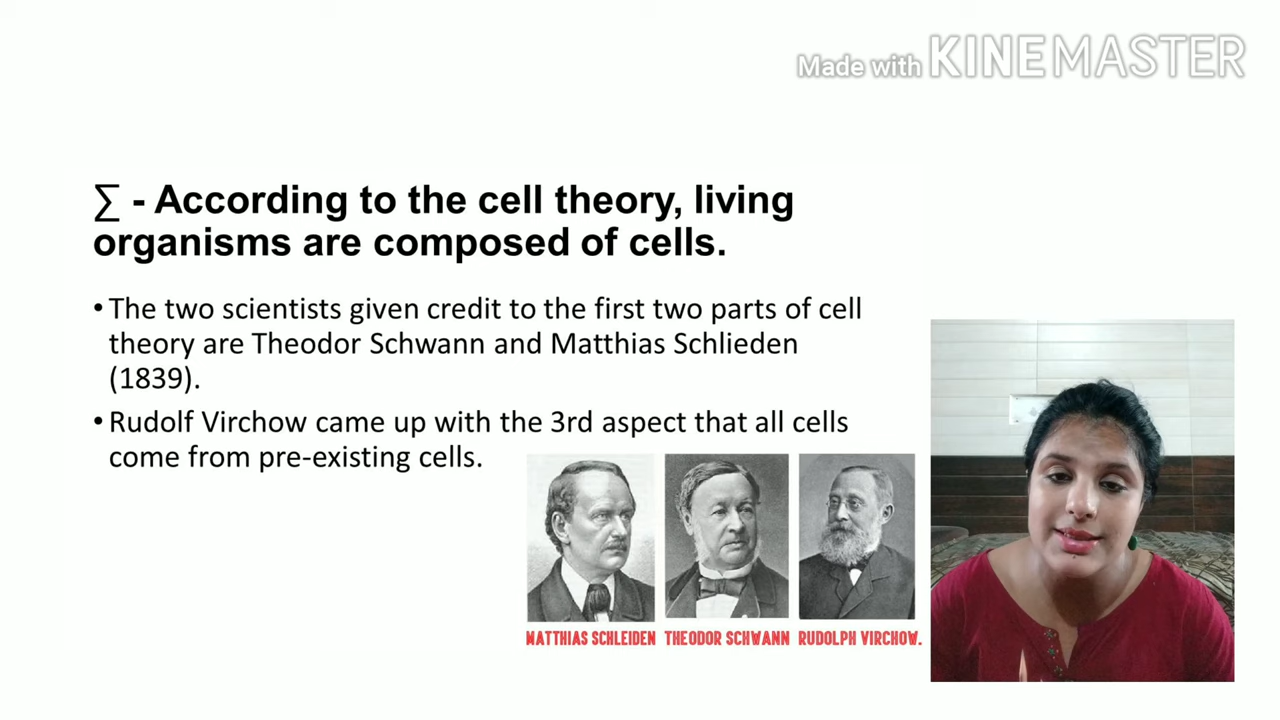 Made with KINEMASTER
∑ - According to the cell theory, living
organisms are composed of cells.
• The two scientists given credit to the first two parts of cell
theory are Theodor Schwann and Matthias Schlieden
(1839).
• Rudolf Virchow came up with the 3rd aspect that all cells
come from pre-existing cells.
MATTHIAS SCHLEIDEN THEODOR SCHWANN RUDOLPH VIRCHOW.